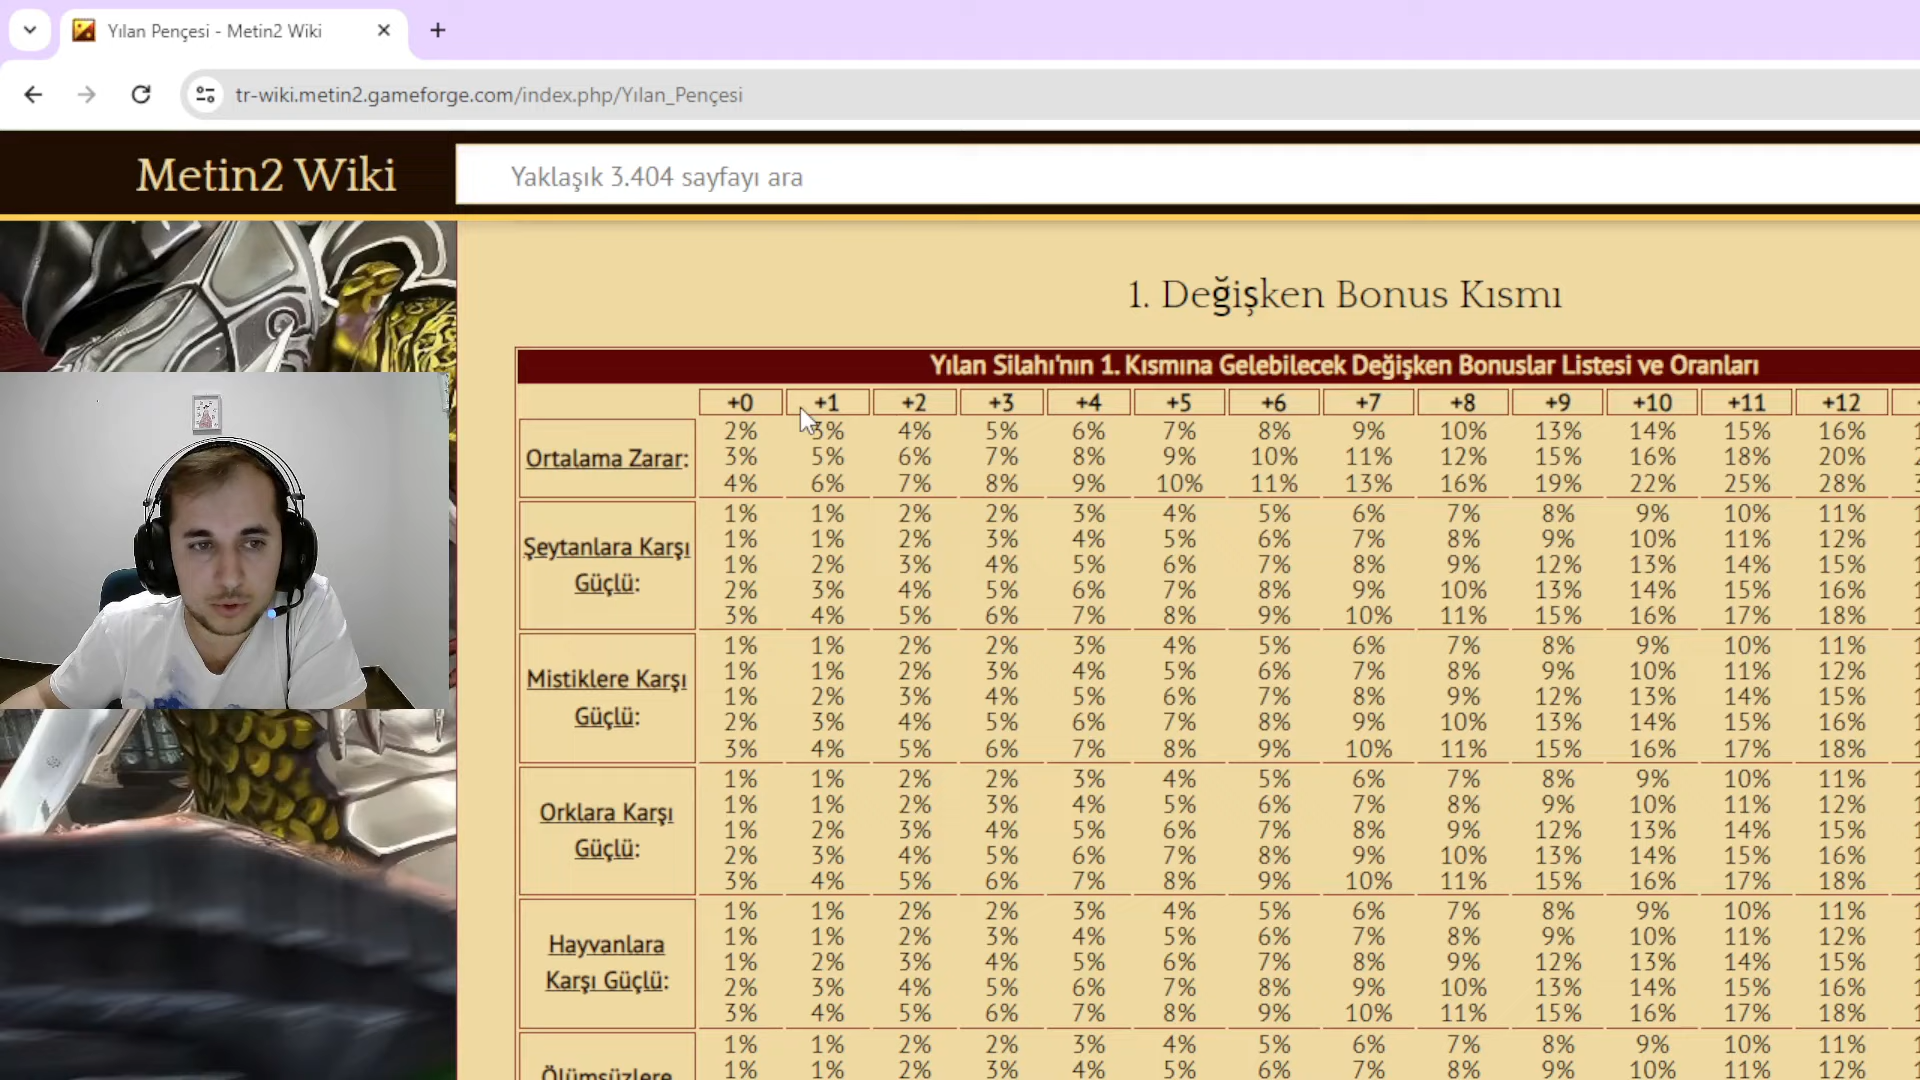 Yılan Pençesi - Metin2 Wiki
tr-wiki.metin2.gameforge.com/index.php/Yılan_Pençesi
Metin2 Wiki
Yaklaşık 3.404 sayfayı ara
1. Değişken Bonus Kısmı
Yılan Silahı'nın 1. Kısmına Gelebilecek Değişken Bonuslar Listesi ve Oranları
+0 +1 +2 +3 +4 +5 +6 +7 +8 +9 +10 +11 +12
Ortalama Zarar:
2% 3% 4% 5% 6% 7% 8% 9% 10% 13% 14% 15% 16%
3% 5% 6% 7% 8% 9% 10% 11% 12% 15% 16% 18% 20%
4% 6% 7% 8% 9% 10% 11% 13% 16% 19% 22% 25% 28%
Şeytanlara Karşı
Güçlü:
1% 1% 2% 2% 3% 4% 5% 6% 7% 8% 9% 10% 11%
1% 1% 2% 3% 4% 5% 6% 7% 8% 9% 10% 11% 12%
1% 2% 3% 4% 5% 6% 7% 8% 9% 12% 13% 14% 15%
2% 3% 4% 5% 6% 7% 8% 9% 10% 13% 14% 15% 16%
3% 4% 5% 6% 7% 8% 9% 10% 11% 15% 16% 17% 18%
Mistiklere Karşı
Güçlü:
1% 1% 2% 2% 3% 4% 5% 6% 7% 8% 9% 10% 11%
1% 1% 2% 3% 4% 5% 6% 7% 8% 9% 10% 11% 12%
1% 2% 3% 4% 5% 6% 7% 8% 9% 12% 13% 14% 15%
2% 3% 4% 5% 6% 7% 8% 9% 10% 13% 14% 15% 16%
3% 4% 5% 6% 7% 8% 9% 10% 11% 15% 16% 17% 18%
Orklara Karşı
Güçlü:
1% 1% 2% 2% 3% 4% 5% 6% 7% 8% 9% 10% 11%
1% 1% 2% 3% 4% 5% 6% 7% 8% 9% 10% 11% 12%
1% 2% 3% 4% 5% 6% 7% 8% 9% 12% 13% 14% 15%
2% 3% 4% 5% 6% 7% 8% 9% 10% 13% 14% 15% 16%
3% 4% 5% 6% 7% 8% 9% 10% 11% 15% 16% 17% 18%
Hayvanlara
Karşı Güçlü:
1% 1% 2% 2% 3% 4% 5% 6% 7% 8% 9% 10% 11%
1% 1% 2% 3% 4% 5% 6% 7% 8% 9% 10% 11% 12%
1% 2% 3% 4% 5% 6% 7% 8% 9% 12% 13% 14% 15%
2% 3% 4% 5% 6% 7% 8% 9% 10% 13% 14% 15% 16%
3% 4% 5% 6% 7% 8% 9% 10% 11% 15% 16% 17% 18%
Ölümsüzlere
1% 1% 2% 2% 3% 4% 5% 6% 7% 8% 9% 10% 11%
1% 1% 2% 3% 4% 5% 6% 7% 8% 9% 10% 11% 12%